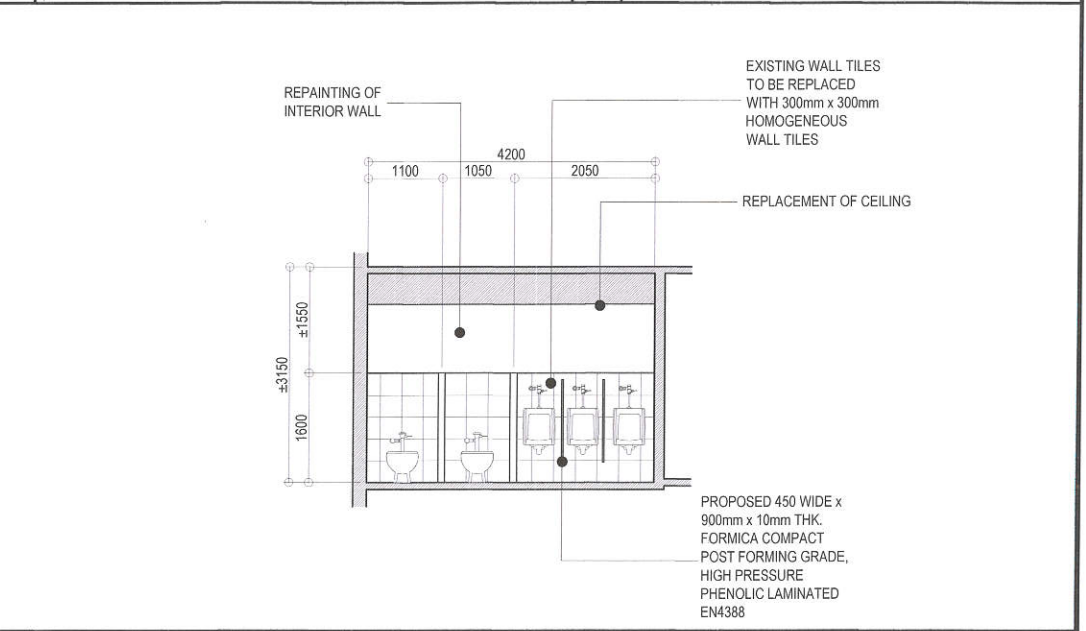 EXISTING WALL TILES
TO BE REPLACED
WITH 300mm x 300mm
HOMOGENEOUS
WALL TILES
REPAINTING OF
INTERIOR WALL
4200
1100
1050
2050
REPLACEMENT OF CEILING
±1550
±3150
1600
PROPOSED 450 WIDE x
900mm x 10mm THK.
FORMICA COMPACT
POST FORMING GRADE,
HIGH PRESSURE
PHENOLIC LAMINATED
EN4388